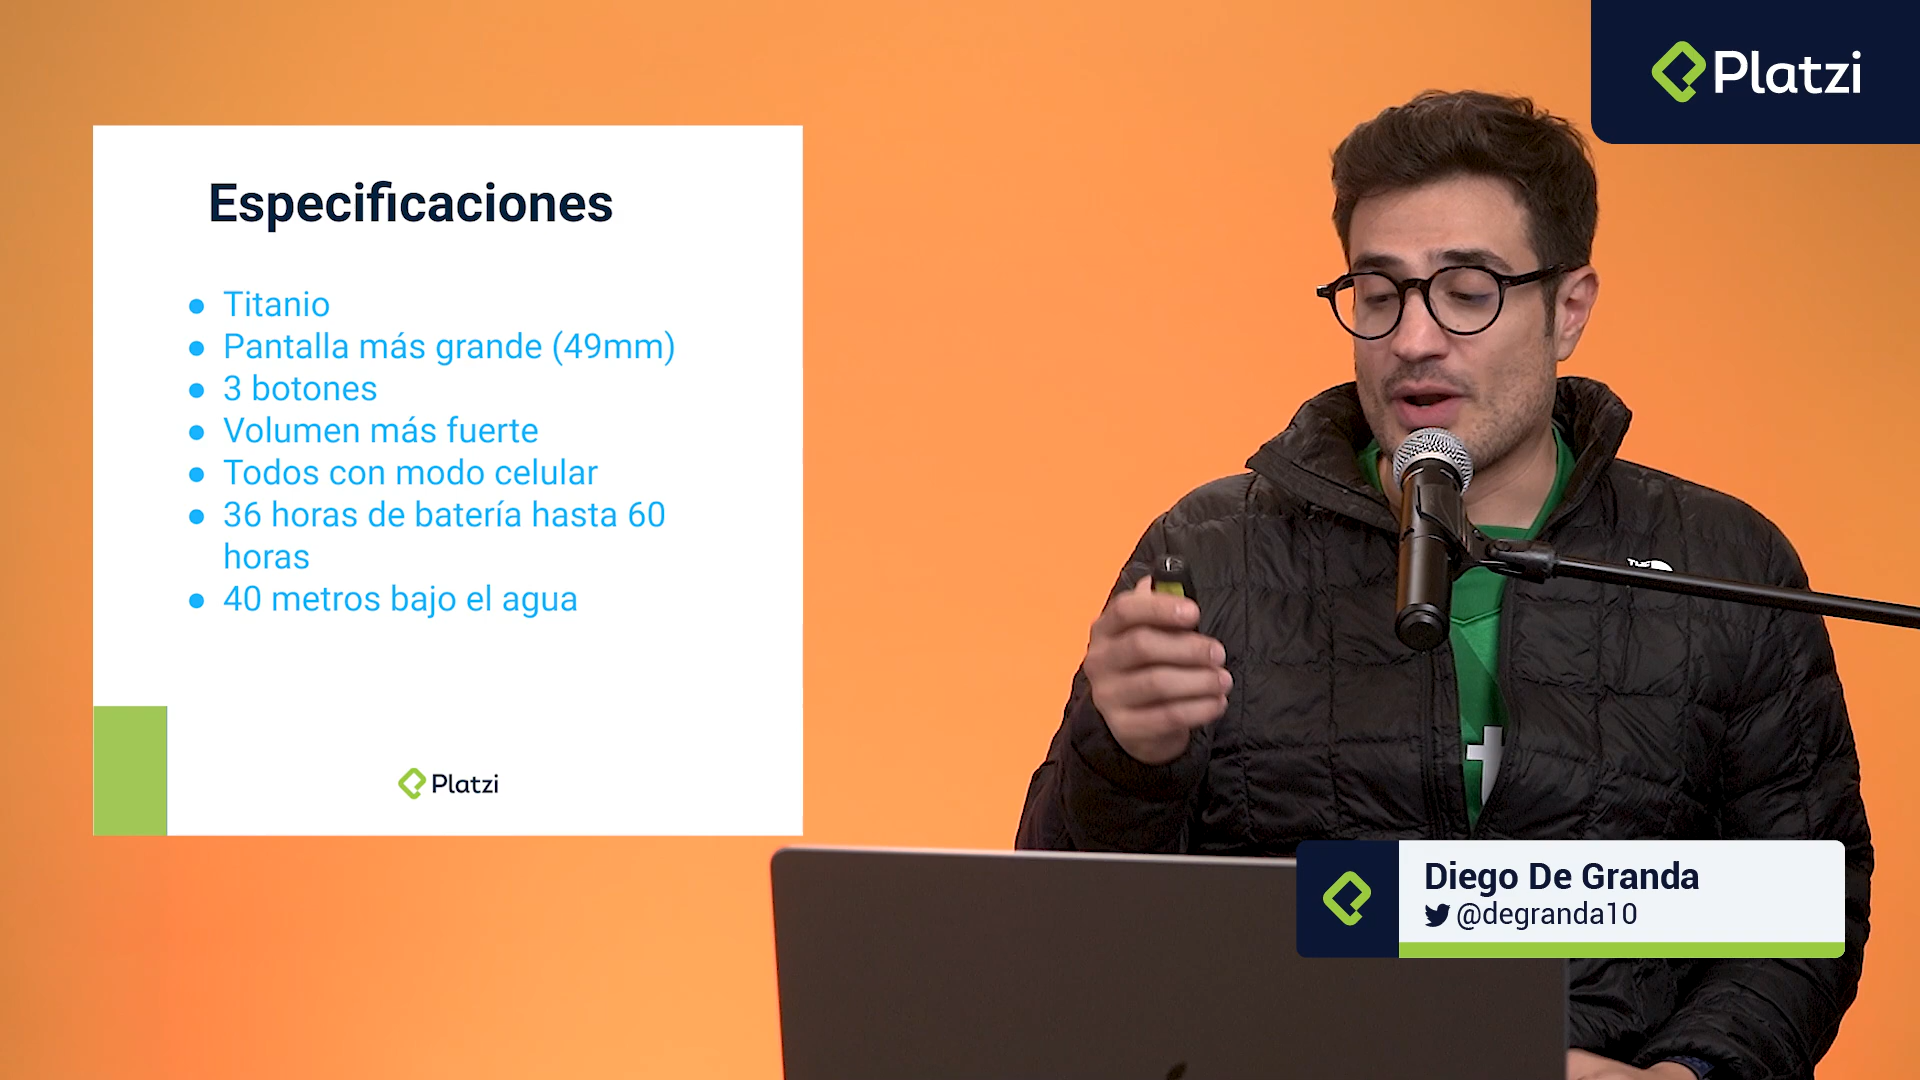 Platzi
Especificaciones
● Titanio
● Pantalla más grande (49mm)
● 3 botones
● Volumen más fuerte
● Todos con modo celular
● 36 horas de batería hasta 60
horas
● 40 metros bajo el agua
Platzi
THE
t
Diego De Granda
@degranda10